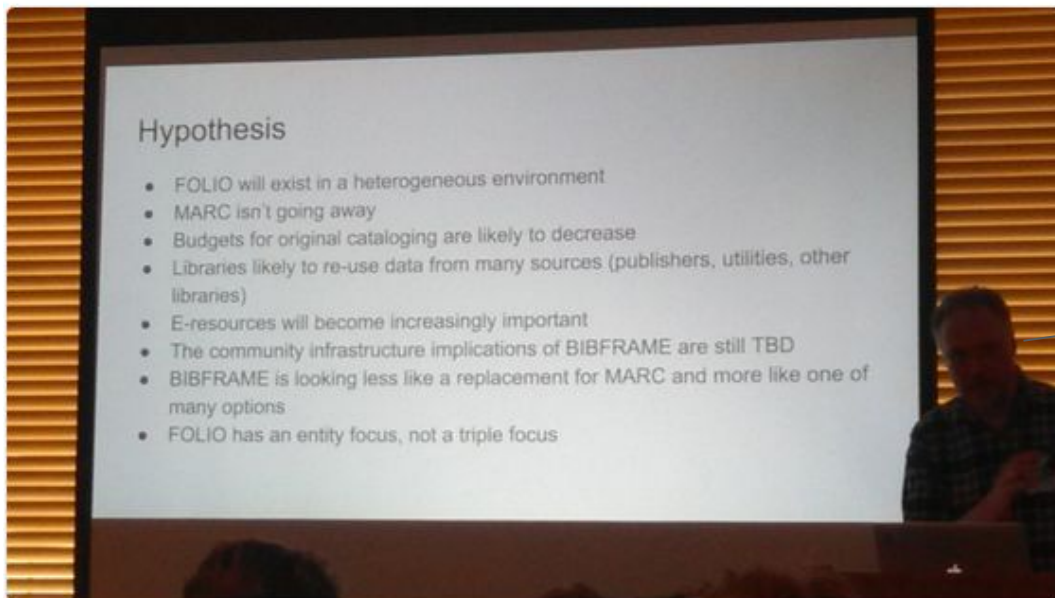 Hypothesis
● FOLIO will exist in a heterogeneous environment
● MARC isn't going away
● Budgets for original cataloging are likely to decrease
● Libraries likely to re-use data from many sources (publishers, utilities, other
libraries)
● E-resources will become increasingly important
● The community infrastructure implications of BIBFRAME are still TBD
● BIBFRAME is looking less like a replacement for MARC and more like one of
many options
● FOLIO has an entity focus, not a triple focus